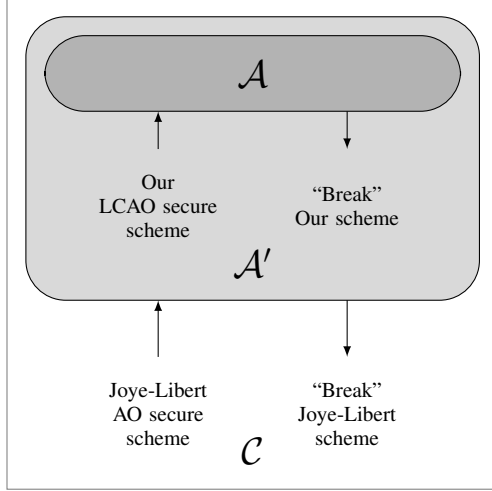 𝒜
Our
LCAO secure
scheme
“Break”
Our scheme
𝒜′
Joye-Libert
AO secure
scheme
“Break”
Joye-Libert
scheme
𝒞